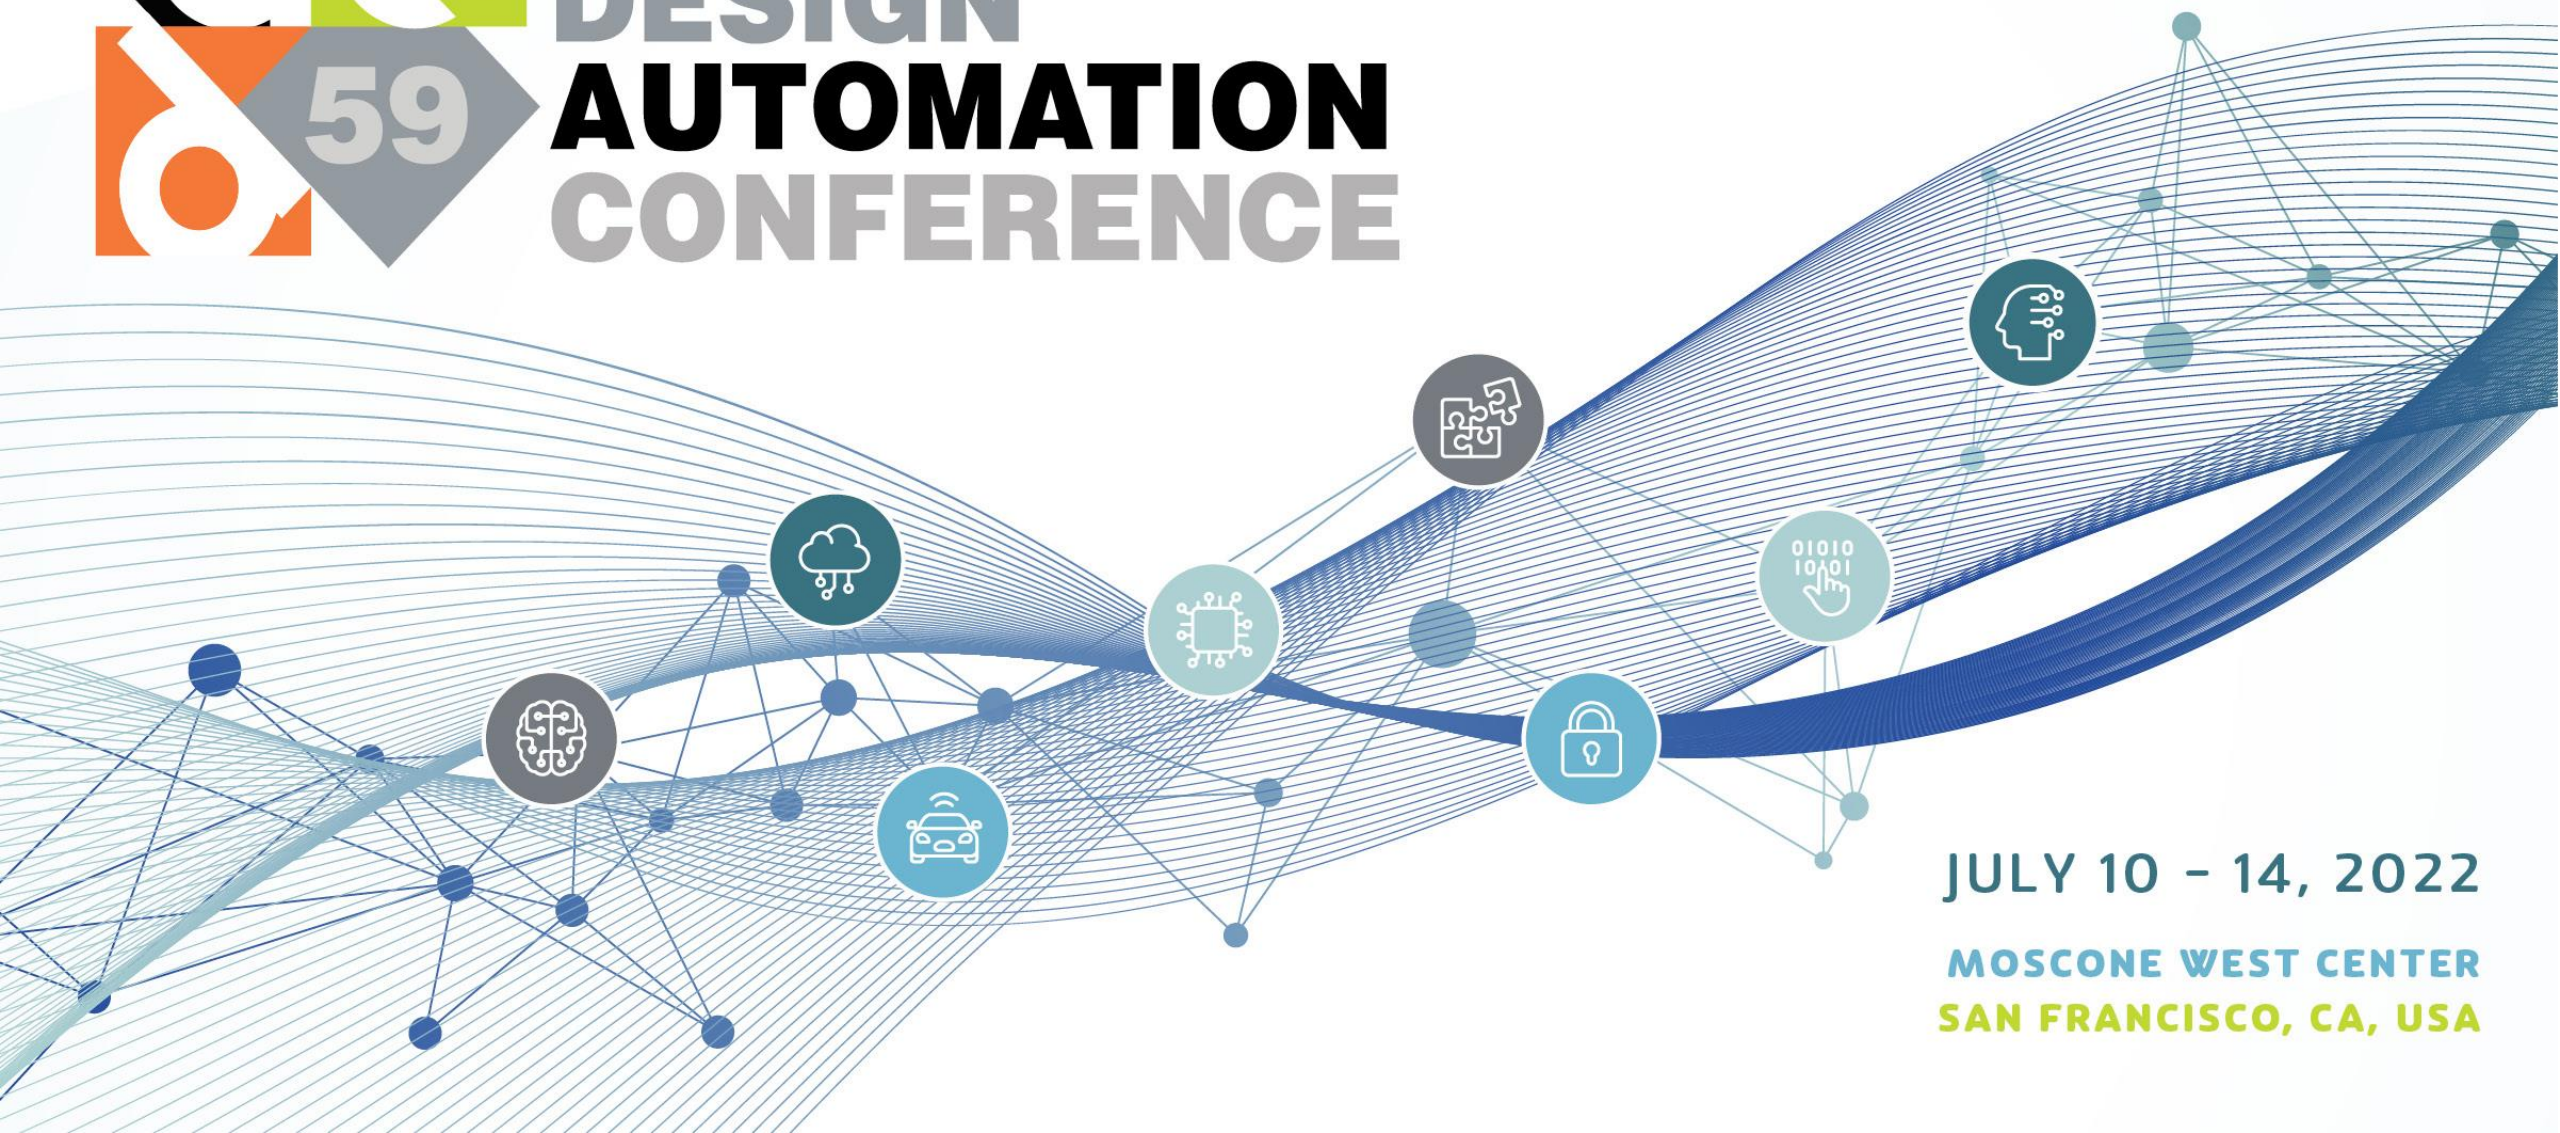 DESIGN
59
AUTOMATION
CONFERENCE
01010
10101
JULY 10 - 14, 2022
MOSCONE WEST CENTER
SAN FRANCISCO, CA, USA